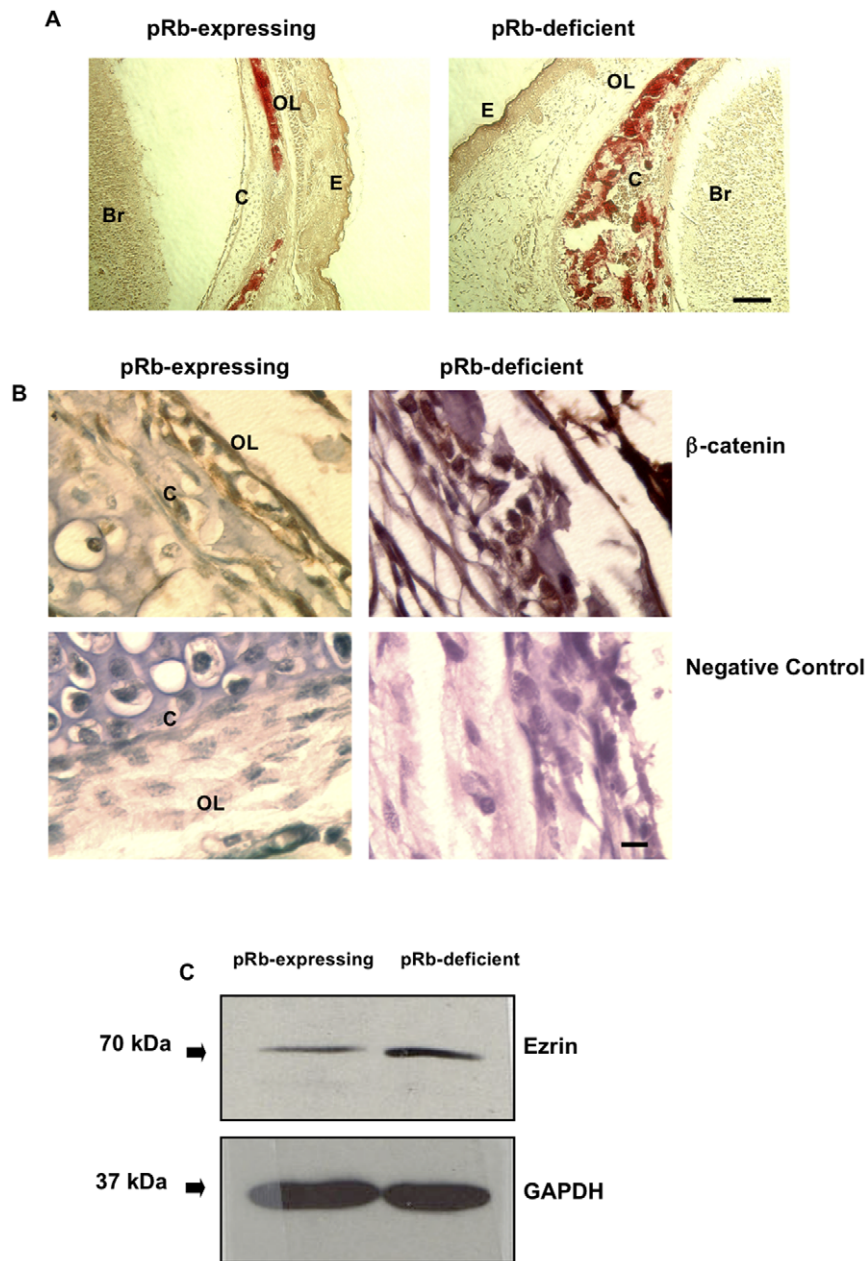 A
pRb-expressing
pRb-deficient
OL
C
E
Br
OL
E
C
Br
pRb-expressing
pRb-deficient
B
OL
C
β-catenin
C
OL
Negative Control
C
pRb-expressing
pRb-deficient
70 kDa
Ezrin
37 kDa
GAPDH